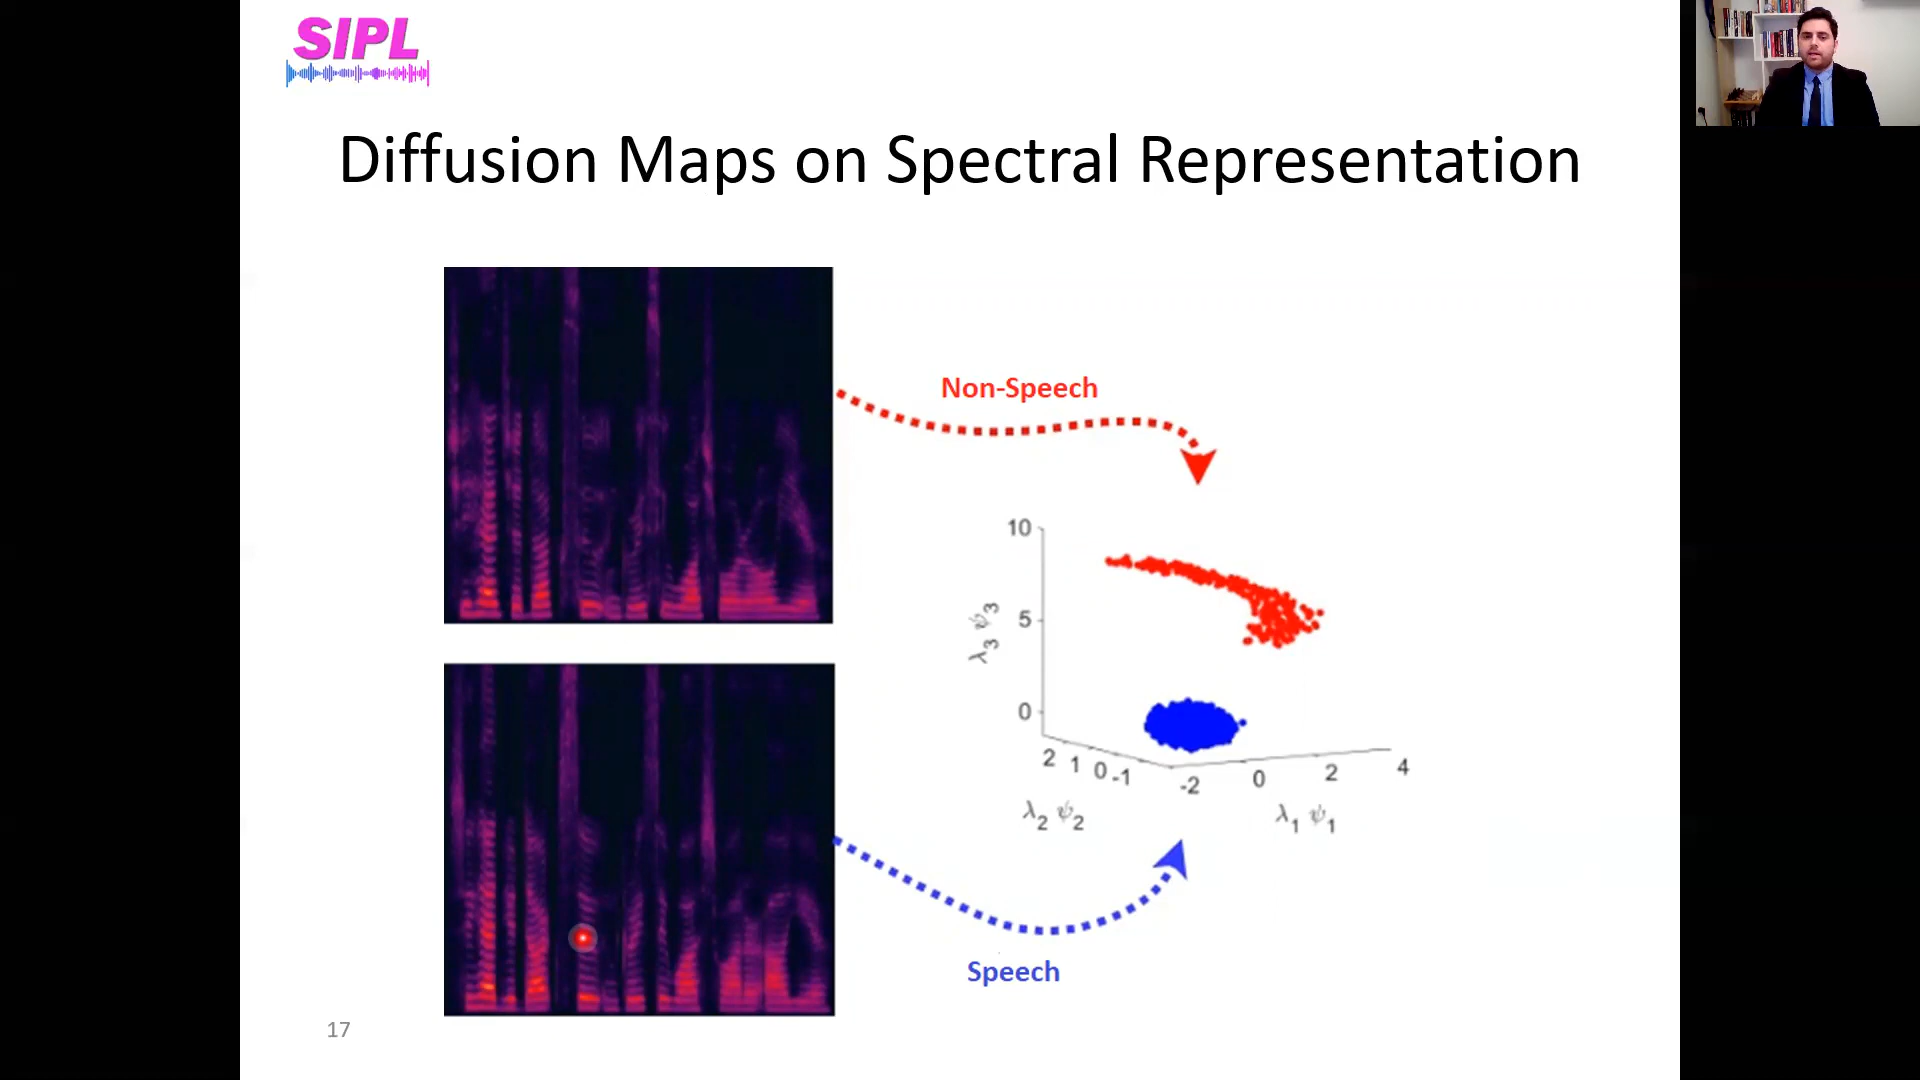 SIPL
Diffusion Maps on Spectral Representation
Non-Speech
10
5
0
λ3 ψ3
2 1 0 -1
-2 0 2 4
λ2 ψ2
λ1 ψ1
Speech
17